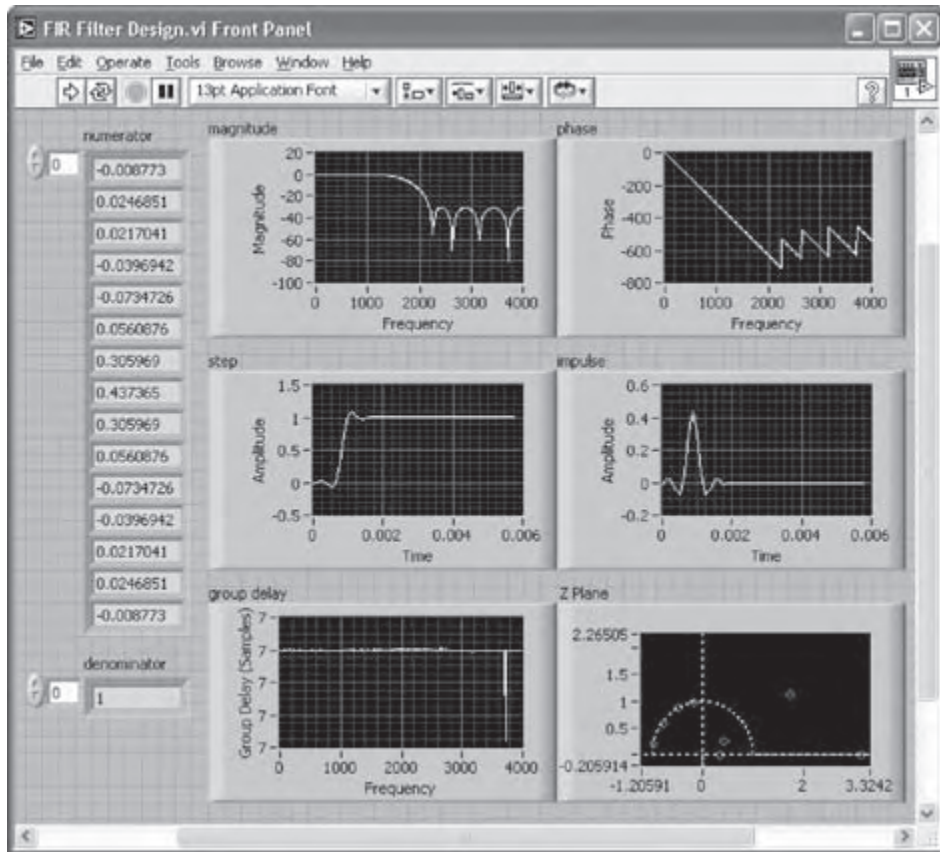 FIR Filter Design.vi Front Panel
File Edit Operate Tools Browse Window Help
13pt Application Font
1
numerator
0
-0.008773
0.0246851
0.0217041
-0.0396942
-0.0734726
0.0560876
0.305969
0.437365
0.305969
0.0560876
-0.0734726
-0.0396942
0.0217041
0.0246851
-0.008773
denominator
0
1
magnitude
Magnitude
20
0
-20
-40
-60
-80
-100
0 1000 2000 3000 4000
Frequency
phase
Phase
0
-200
-400
-600
-800
0 1000 2000 3000 4000
Frequency
step
Amplitude
1.5
1
0.5
0
-0.5
0 0.002 0.004 0.006
Time
impulse
Amplitude
0.6
0.4
0.2
0
-0.2
0 0.002 0.004 0.006
Time
group delay
Group Delay (Samples)
7
7
7
7
7
0 1000 2000 3000 4000
Frequency
Z Plane
2.26505
1.5
1
0.5
-0.205914
-1.20591 0 2 3.3242